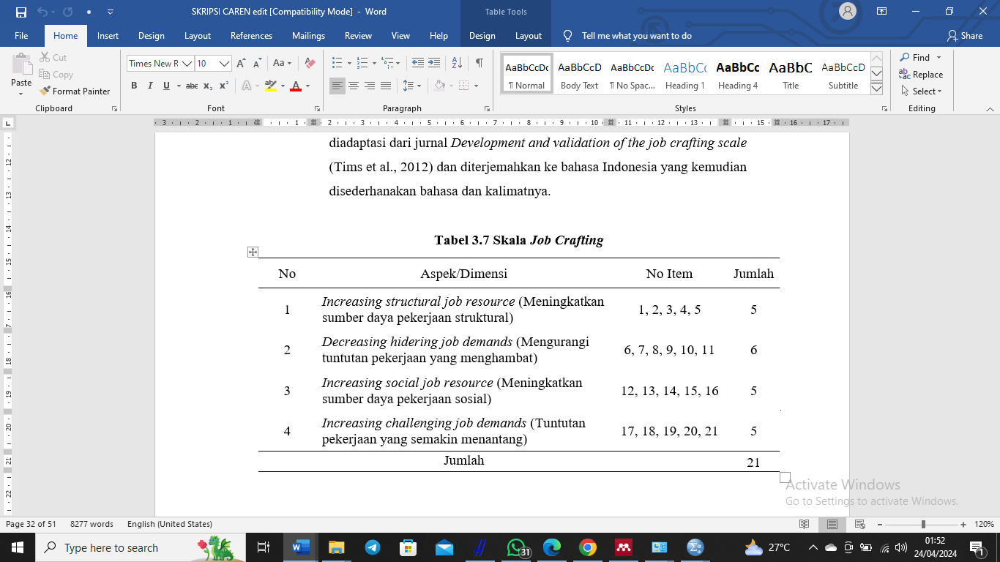 SKRIPSI CAREN edit [Compatibility Mode] - Word
Table Tools
File Home Insert Design Layout References Mailings Review View Help Design Layout Tell me what you want to do Share
Paste
Cut
Copy
Format Painter
Clipboard
Times New R 10
Font
Paragraph
AaBbCcDc AaBbCcD AaBbCcDc AaBbCc AaBbCc AaBbC AaBbCcD
¶ Normal Body Text ¶ No Spac... Heading 1 Heading 4 Title Subtitle
Styles
Find
Replace
Select
Editing
diadaptasi dari jurnal Development and validation of the job crafting scale
(Tims et al., 2012) dan diterjemahkan ke bahasa Indonesia yang kemudian
disederhanakan bahasa dan kalimatnya.
Tabel 3.7 Skala Job Crafting
No Aspek/Dimensi No Item Jumlah
1 Increasing structural job resource (Meningkatkan sumber daya pekerjaan struktural) 1, 2, 3, 4, 5 5
2 Decreasing hidering job demands (Mengurangi tuntutan pekerjaan yang menghambat) 6, 7, 8, 9, 10, 11 6
3 Increasing social job resource (Meningkatkan sumber daya pekerjaan sosial) 12, 13, 14, 15, 16 5
4 Increasing challenging job demands (Tuntutan pekerjaan yang semakin menantang) 17, 18, 19, 20, 21 5
Jumlah 21
Activate Windows
Go to Settings to activate Windows.
Page 32 of 51 8277 words English (United States) 120%
Type here to search
31
27°C
01:52
24/04/2024
1